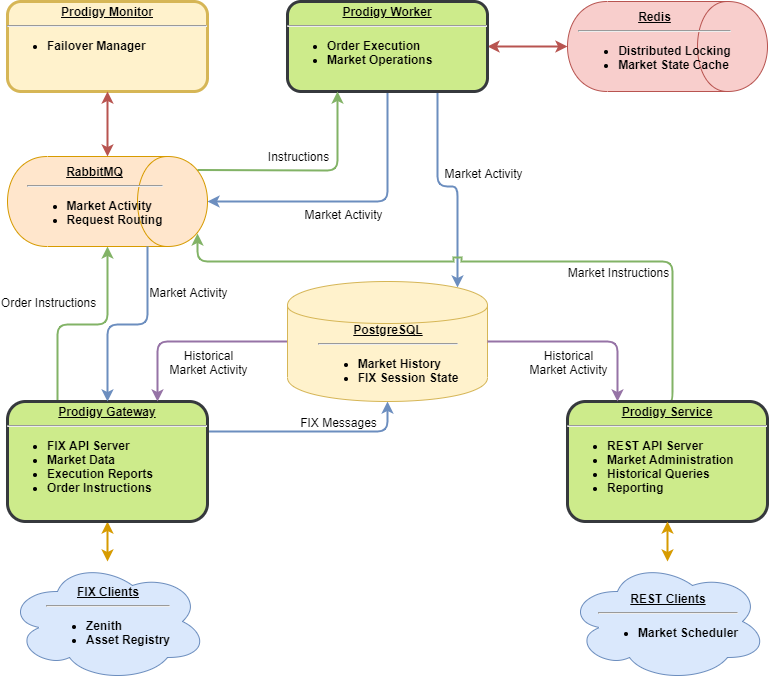 Prodigy Monitor
• Failover Manager
Prodigy Worker
• Order Execution
• Market Operations
Redis
• Distributed Locking
• Market State Cache
Instructions
RabbitMQ
• Market Activity
• Request Routing
Market Activity
Market Activity
Order Instructions
Market Activity
Market Instructions
PostgreSQL
• Market History
• FIX Session State
Historical
Market Activity
Historical
Market Activity
FIX Messages
Prodigy Gateway
• FIX API Server
• Market Data
• Execution Reports
• Order Instructions
Prodigy Service
• REST API Server
• Market Administration
• Historical Queries
• Reporting
FIX Clients
• Zenith
• Asset Registry
REST Clients
• Market Scheduler